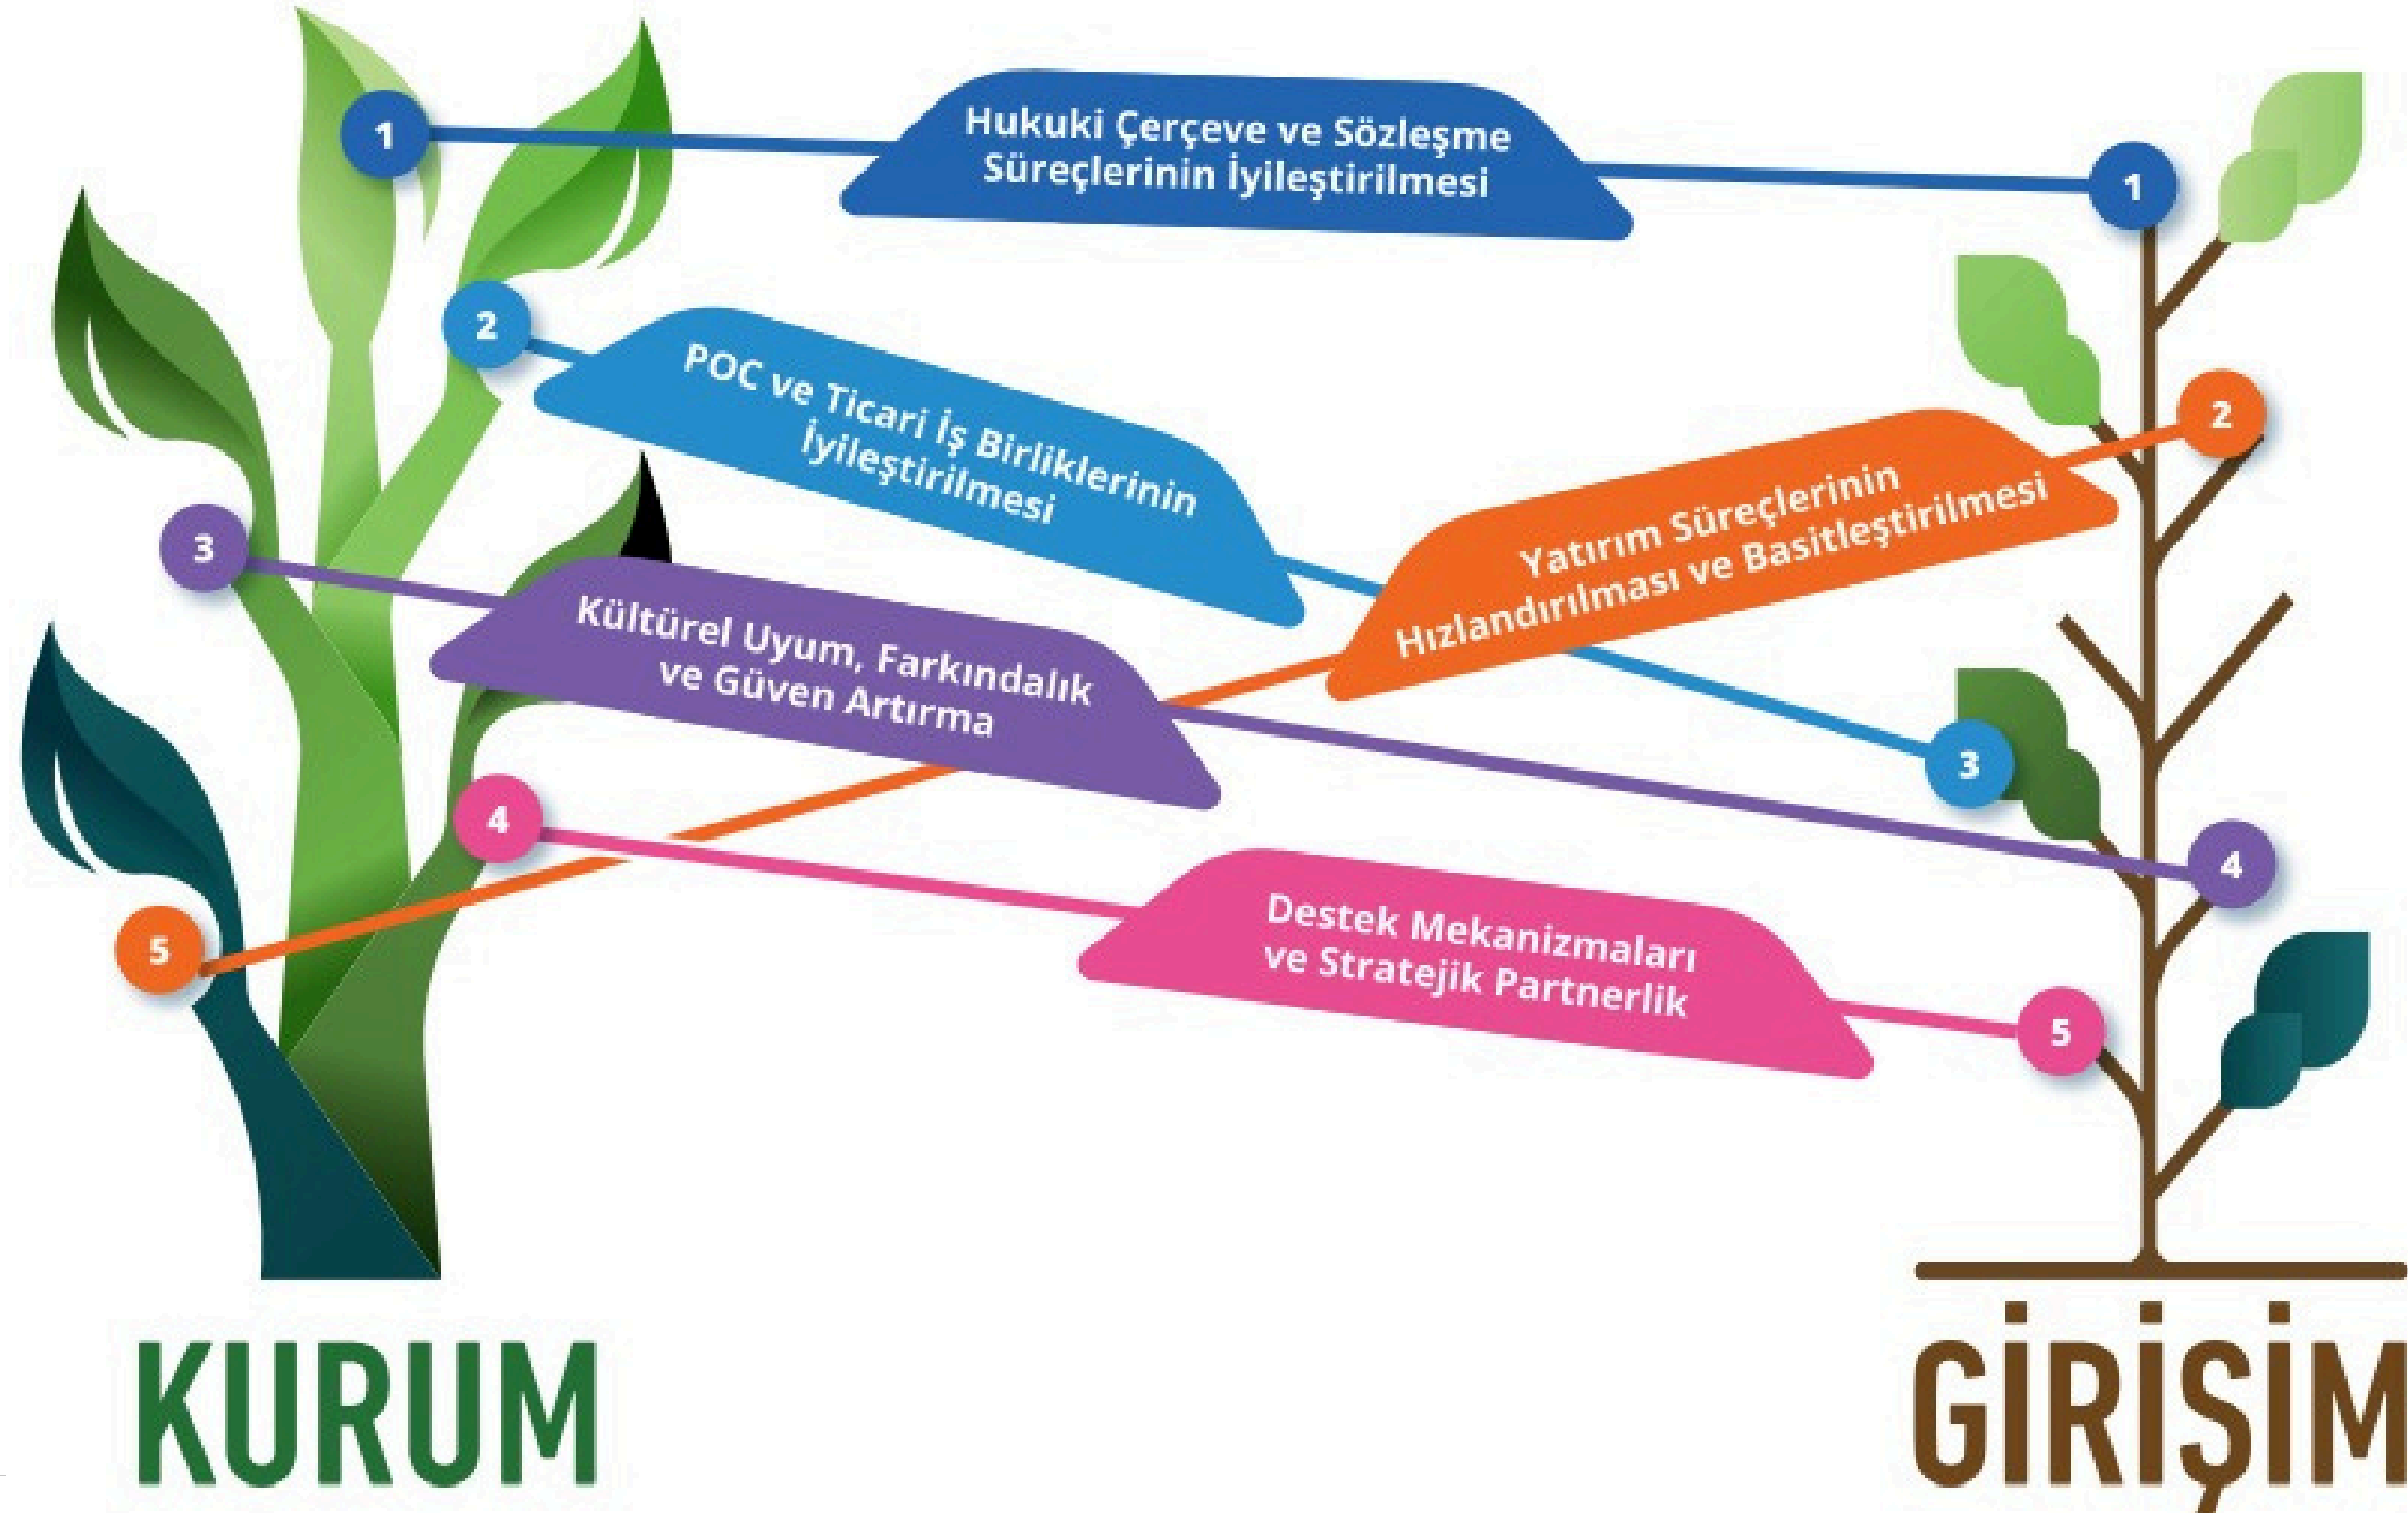 1
Hukuki Çerçeve ve Sözleşme
Süreçlerinin İyileştirilmesi
1
2
POC ve Ticari İş Birliklerinin
İyileştirilmesi
3
2
Yatırım Süreçlerinin
Hızlandırılması ve Basitleştirilmesi
5
3
Kültürel Uyum, Farkındalık
ve Güven Artırma
4
4
Destek Mekanizmaları
ve Stratejik Partnerlik
5
KURUM
GİRİŞİM